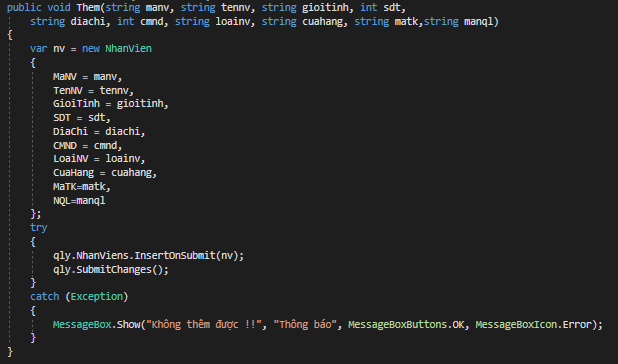 public void Them(string manv, string tennv, string gioitinh, int sdt,
string diachi, int cmnd, string loainv, string cuahang, string matk,string manql)
{
var nv = new NhanVien
{
MaNV = manv,
TenNV = tennv,
GioiTinh = gioitinh,
SDT = sdt,
DiaChi = diachi,
CMND = cmnd,
LoaiNV = loainv,
CuaHang = cuahang,
MaTK=matk,
NQL=manql
};
try
{
qly.NhanViens.InsertOnSubmit(nv);
qly.SubmitChanges();
}
catch (Exception)
{
MessageBox.Show("Không thêm được !!", "Thông báo", MessageBoxButtons.OK, MessageBoxIcon.Error);
}
}